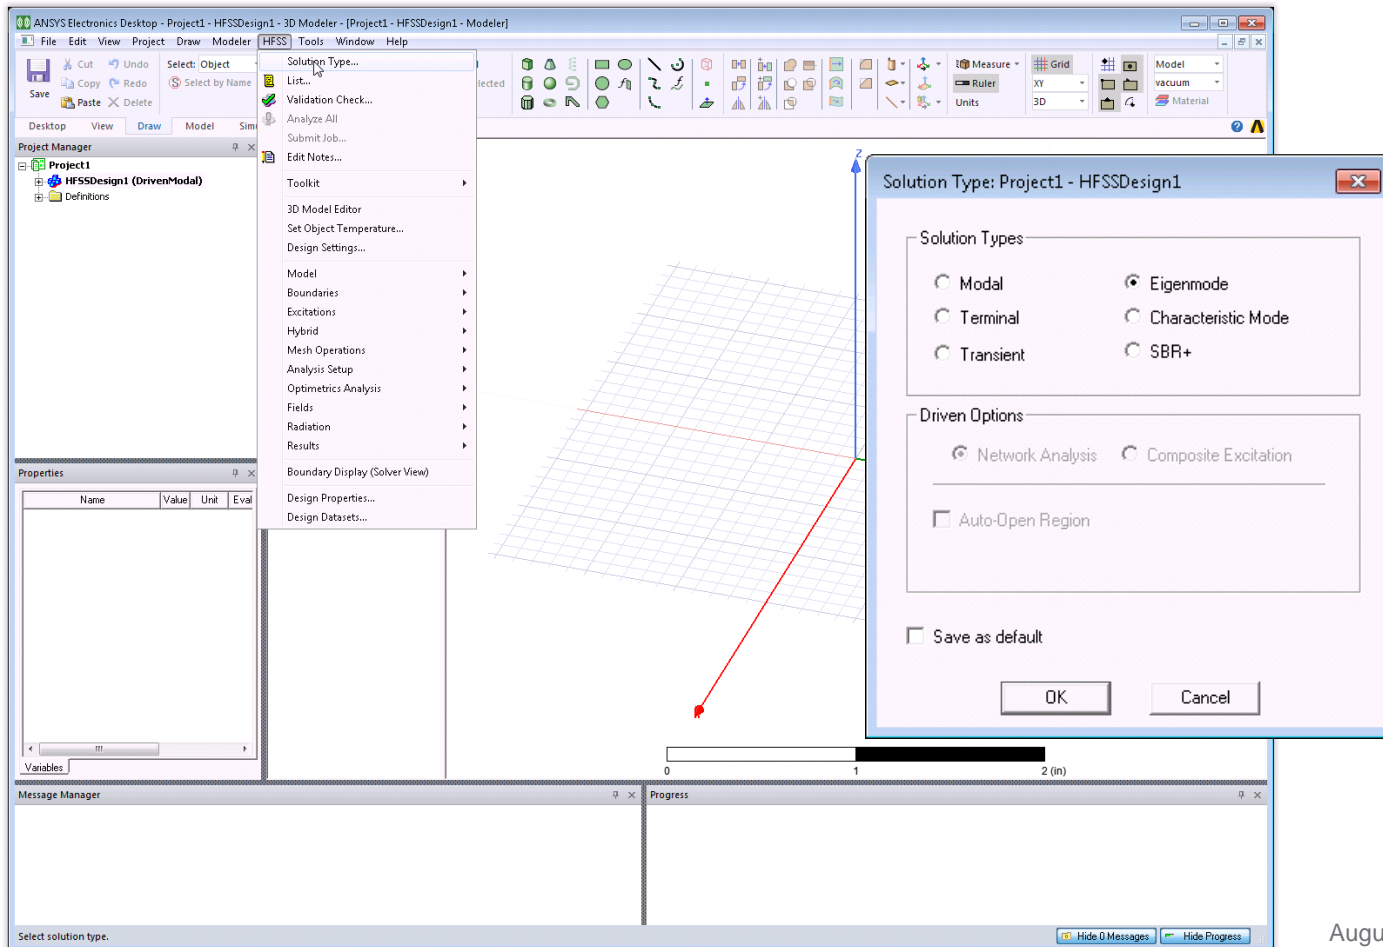 ANSYS Electronics Desktop - Project1 - HFSSDesign1 - 3D Modeler - [Project1 - HFSSDesign1 - Modeler]
File Edit View Project Draw Modeler HFSS Tools Window Help
Save
Cut Undo
Copy Redo
Paste Delete
Select: Object
Select by Name
lected
Measure
Ruler
Units
Grid
XY
3D
Model
vacuum
Material
Desktop View Draw Model Sim
Solution Type...
List...
Validation Check...
Analyze All
Submit Job...
Edit Notes...
Toolkit
3D Model Editor
Set Object Temperature...
Design Settings...
Model
Boundaries
Excitations
Hybrid
Mesh Operations
Analysis Setup
Optimetrics Analysis
Fields
Radiation
Results
Boundary Display (Solver View)
Design Properties...
Design Datasets...
Project Manager
Project1
HFSSDesign1 (DrivenModal)
Definitions
Properties
Name Value Unit Eval
Variables
Z
0 1 2 (in)
Solution Type: Project1 - HFSSDesign1
Solution Types
Modal Eigenmode
Terminal Characteristic Mode
Transient SBR+
Driven Options
Network Analysis Composite Excitation
Auto-Open Region
Save as default
OK Cancel
Message Manager
Progress
Select solution type.
Hide 0 Messages Hide Progress
Augu